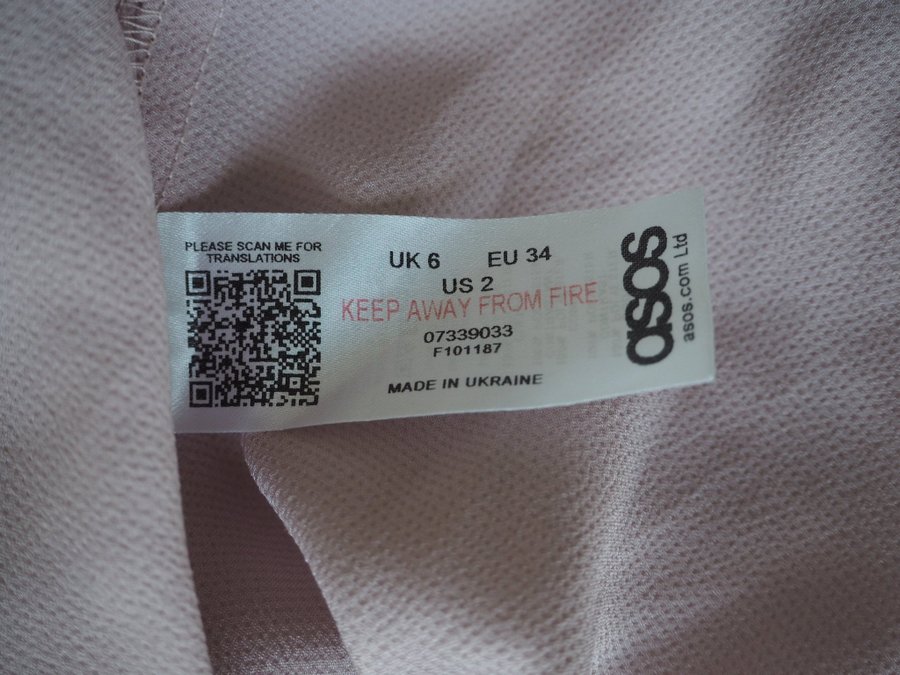 PLEASE SCAN ME FOR
TRANSLATIONS
UK 6 EU 34
US 2
KEEP AWAY FROM FIRE
07339033
F101187
MADE IN UKRAINE
asos
asos.com Ltd